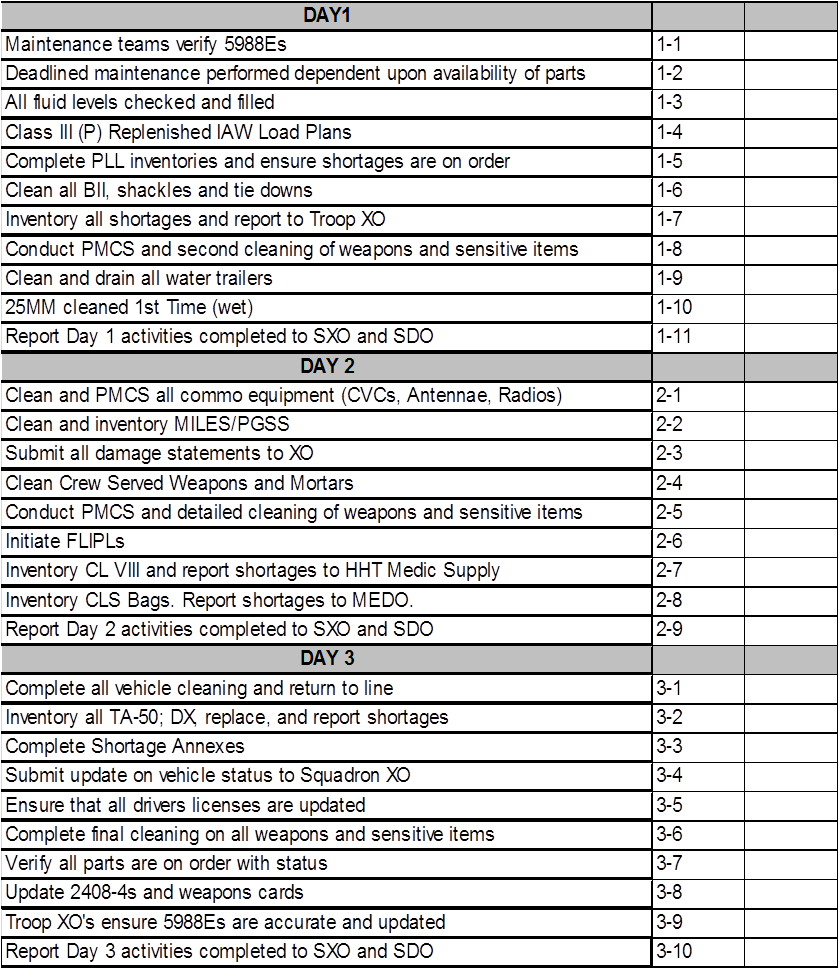 DAY1
Maintenance teams verify 5988Es 1-1
Deadlined maintenance performed dependent upon availability of parts 1-2
All fluid levels checked and filled 1-3
Class III (P) Replenished IAW Load Plans 1-4
Complete PLL inventories and ensure shortages are on order 1-5
Clean all BII, shackles and tie downs 1-6
Inventory all shortages and report to Troop XO 1-7
Conduct PMCS and second cleaning of weapons and sensitive items 1-8
Clean and drain all water trailers 1-9
25MM cleaned 1st Time (wet) 1-10
Report Day 1 activities completed to SXO and SDO 1-11
DAY 2
Clean and PMCS all commo equipment (CVCs, Antennae, Radios) 2-1
Clean and inventory MILES/PGSS 2-2
Submit all damage statements to XO 2-3
Clean Crew Served Weapons and Mortars 2-4
Conduct PMCS and detailed cleaning of weapons and sensitive items 2-5
Initiate FLIPLs 2-6
Inventory CL VIII and report shortages to HHT Medic Supply 2-7
Inventory CLS Bags. Report shortages to MEDO. 2-8
Report Day 2 activities completed to SXO and SDO 2-9
DAY 3
Complete all vehicle cleaning and return to line 3-1
Inventory all TA-50; DX, replace, and report shortages 3-2
Complete Shortage Annexes 3-3
Submit update on vehicle status to Squadron XO 3-4
Ensure that all drivers licenses are updated 3-5
Complete final cleaning on all weapons and sensitive items 3-6
Verify all parts are on order with status 3-7
Update 2408-4s and weapons cards 3-8
Troop XO's ensure 5988Es are accurate and updated 3-9
Report Day 3 activities completed to SXO and SDO 3-10